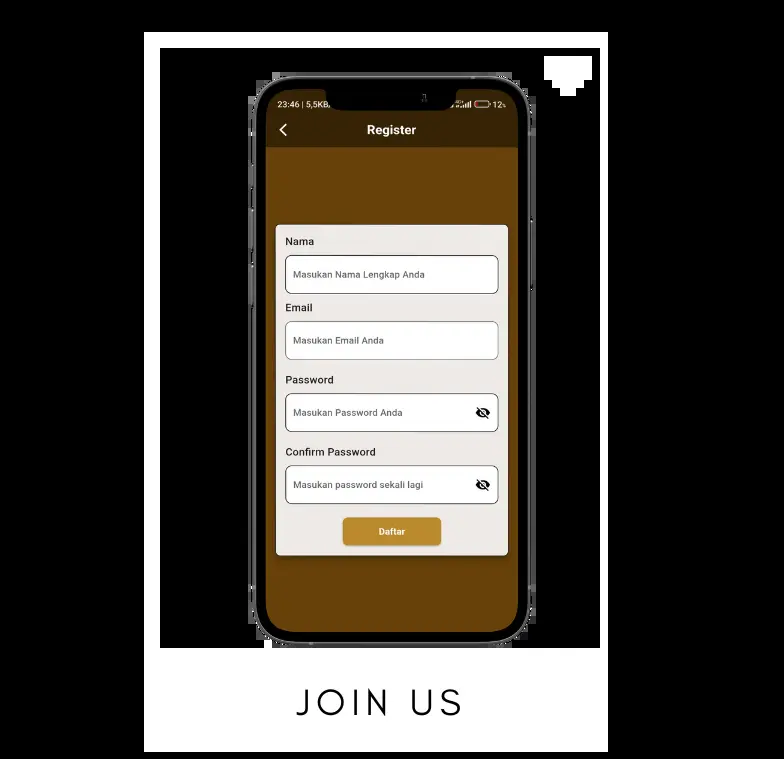 23:46 | 5,5KB/
12%
Register
Nama
Masukan Nama Lengkap Anda
Email
Masukan Email Anda
Password
Masukan Password Anda
Confirm Password
Masukan password sekali lagi
Daftar
JOIN US